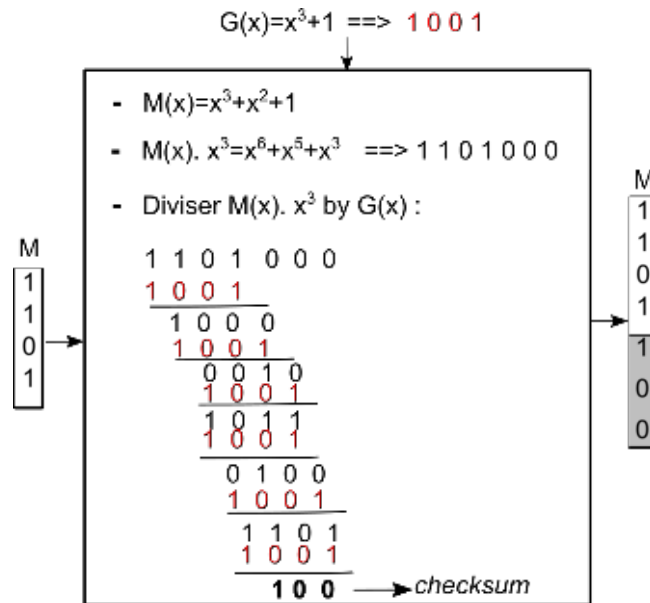 G(x)=x³+1 ==> 1 0 0 1
- M(x)=x³+x²+1
- M(x). x³=x⁶+x⁵+x³ ==> 1 1 0 1 0 0 0
- Diviser M(x). x³ by G(x) :
M
1
1
0
1
1 1 0 1 0 0 0
1 0 0 1
1 0 0 0
1 0 0 1
0 0 1 0
1 0 0 1
1 0 1 1
1 0 0 1
0 1 0 0
1 0 0 1
1 1 0 1
1 0 0 1
1 0 0 checksum
M
1
1
0
1
1
0
0